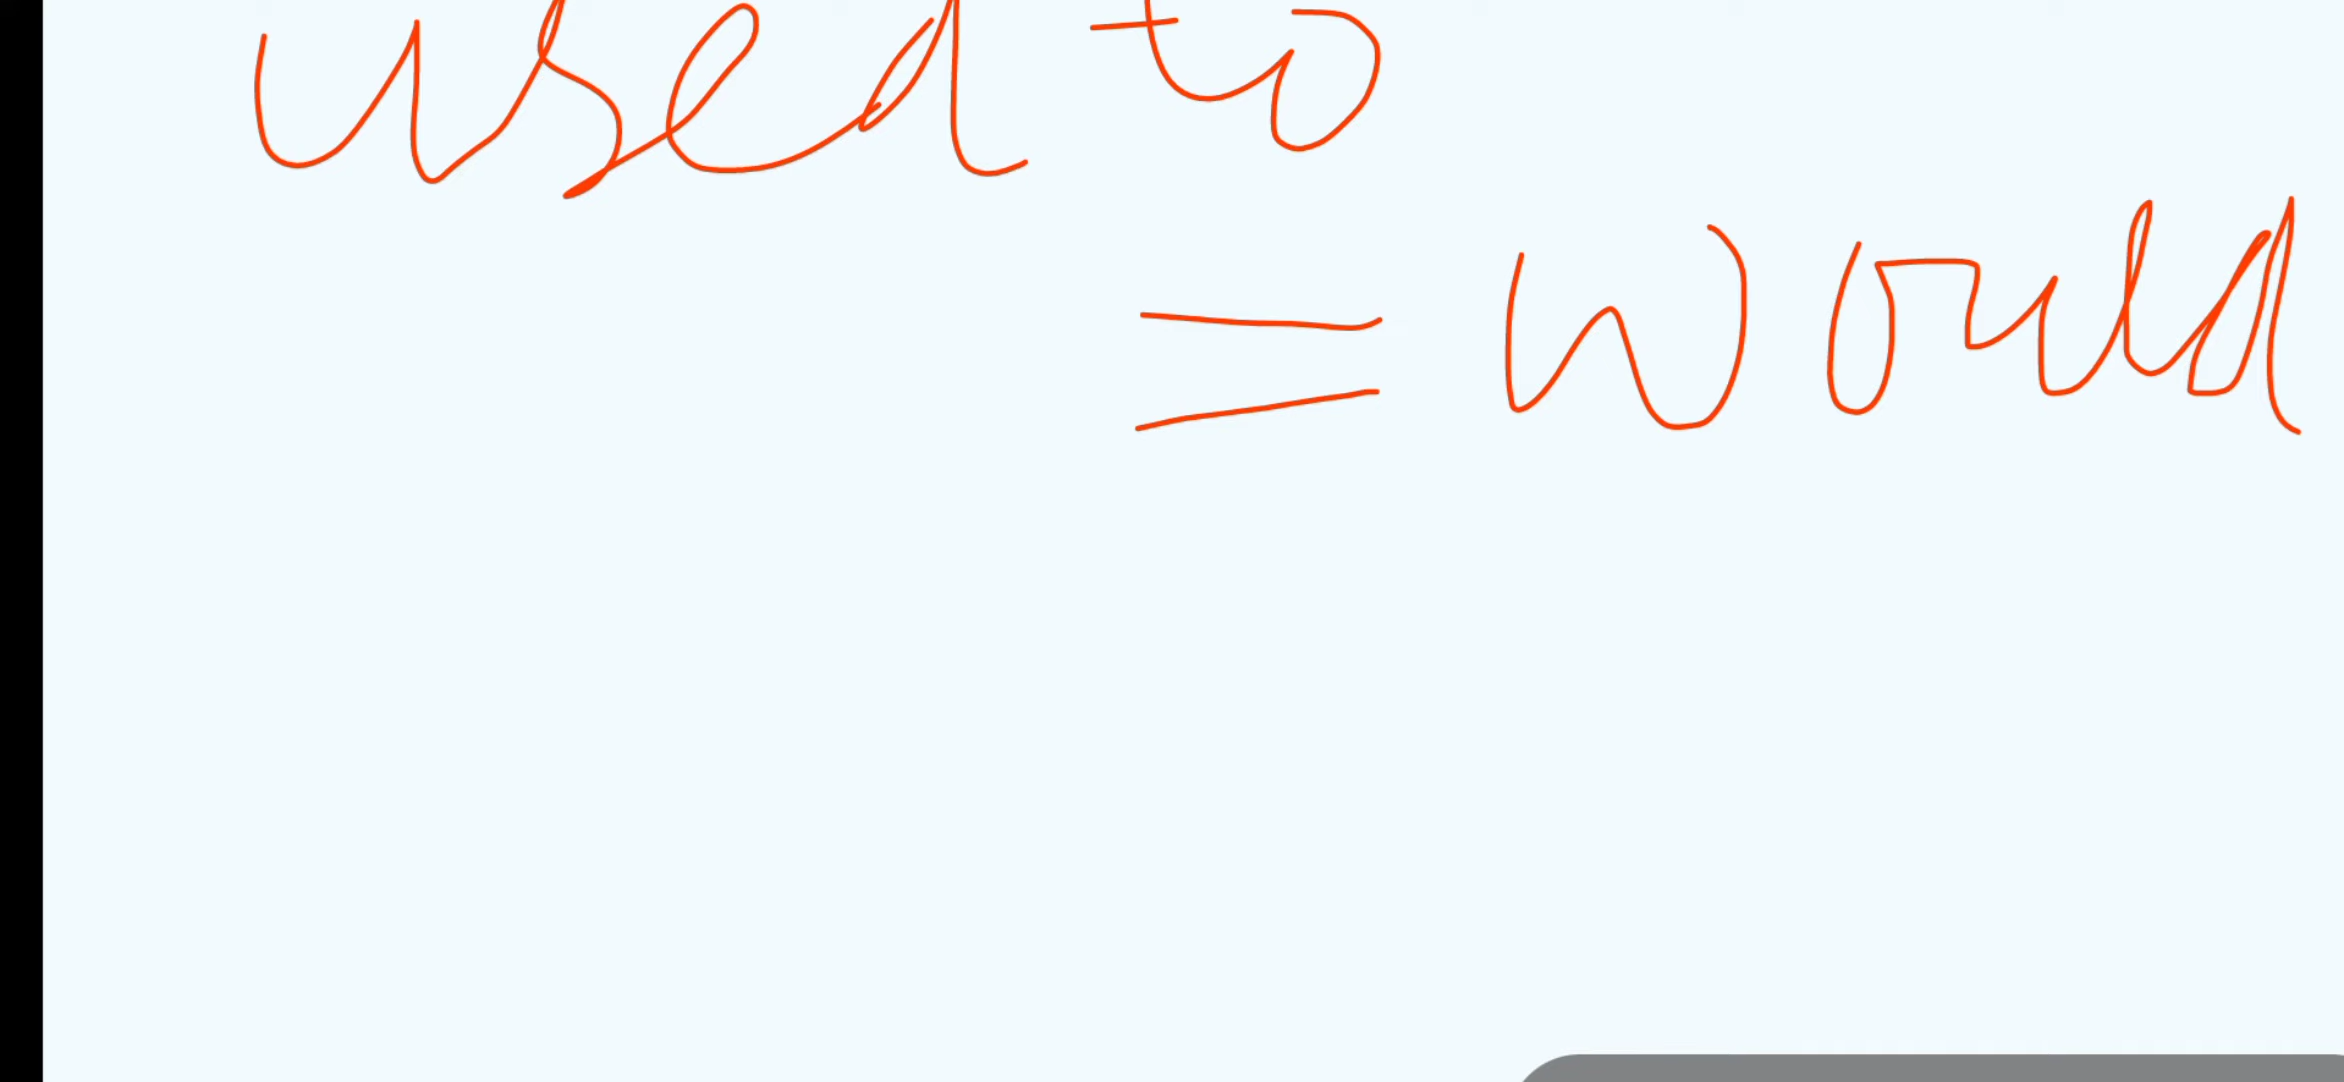 used to
= would